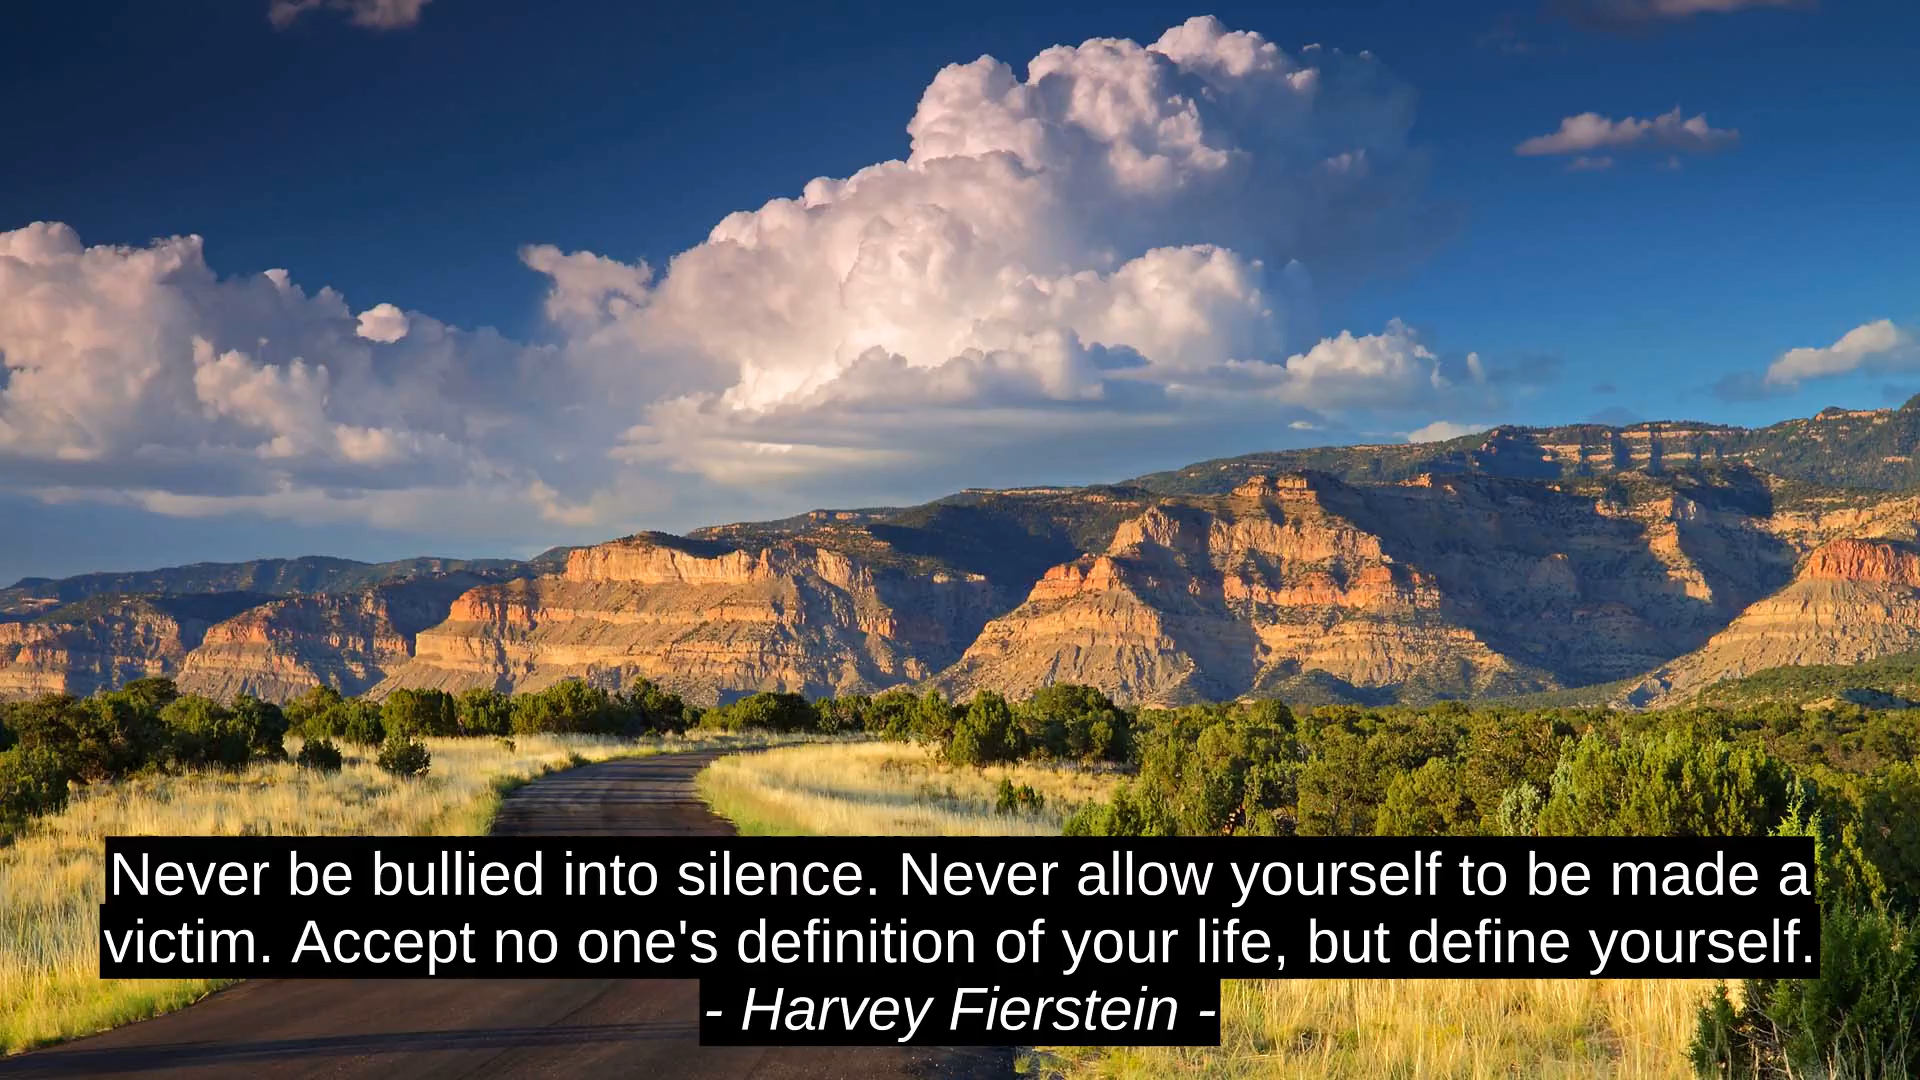 Never be bullied into silence. Never allow yourself to be made a
victim. Accept no one's definition of your life, but define yourself.
- Harvey Fierstein -